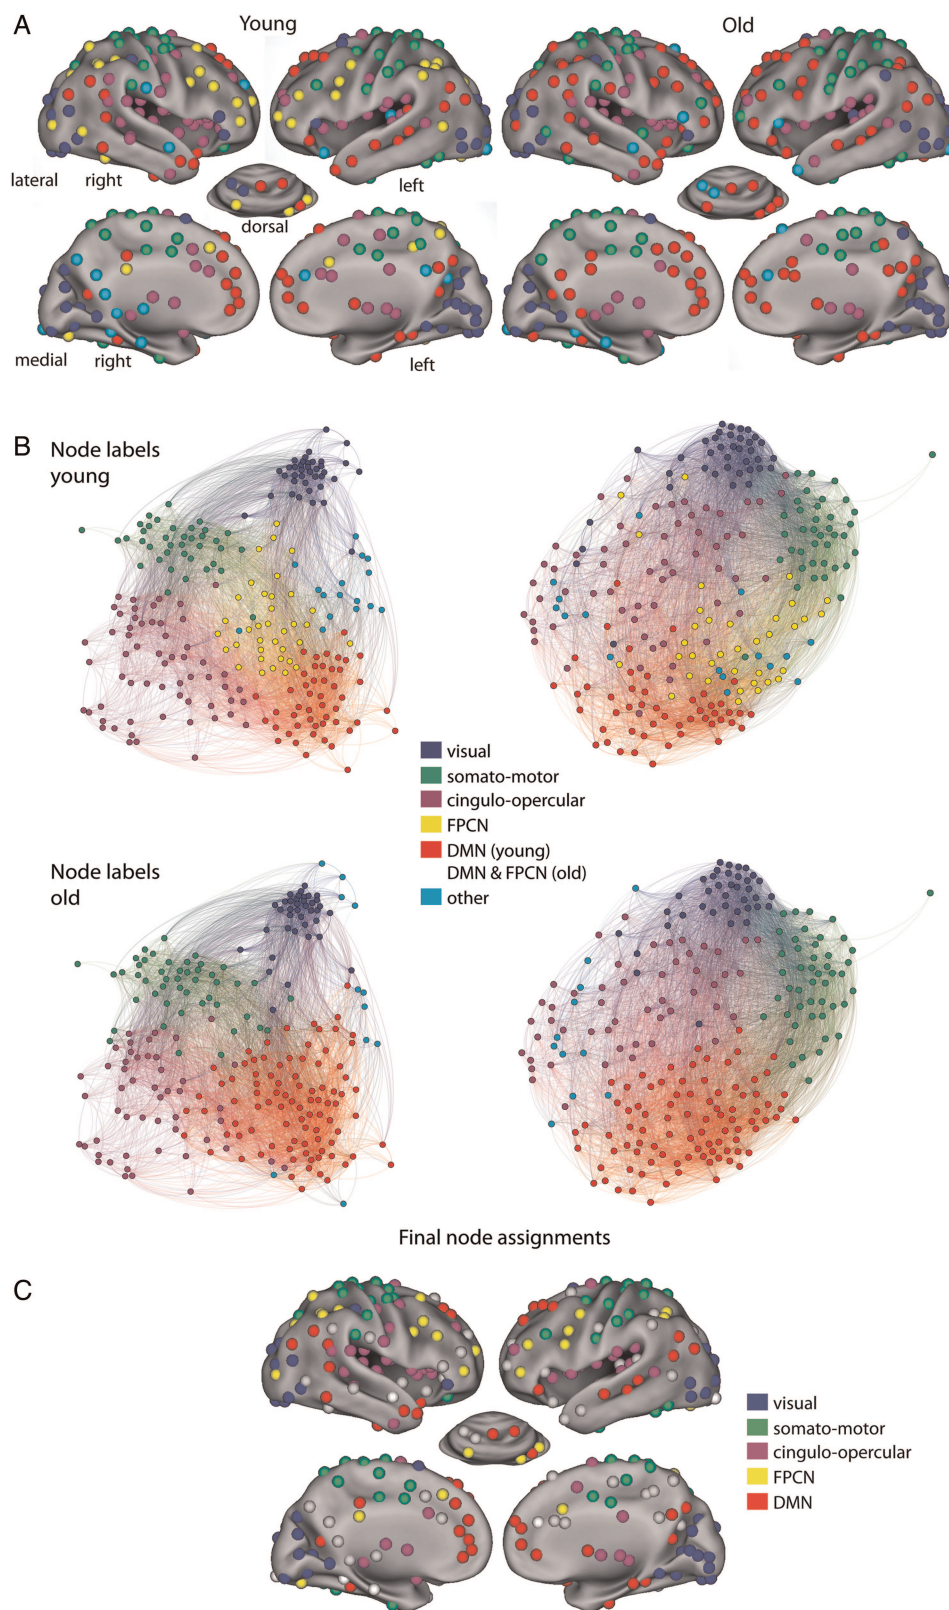 A
Young
Old
lateral right
left
dorsal
medial right
left
B
Node labels
young
visual
somato-motor
cingulo-opercular
FPCN
DMN (young)
DMN & FPCN (old)
other
Node labels
old
Final node assignments
C
visual
somato-motor
cingulo-opercular
FPCN
DMN